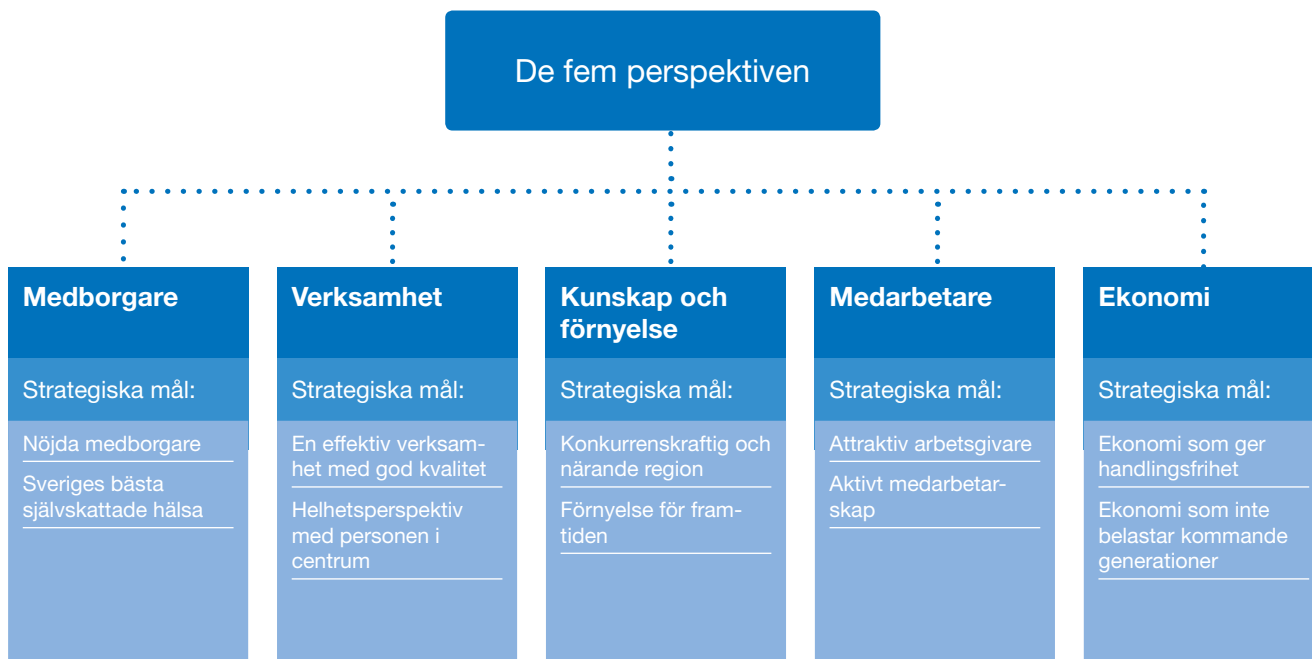 De fem perspektiven
Medborgare
Strategiska mål:
Nöjda medborgare
Sveriges bästa
självskattade hälsa
Verksamhet
Strategiska mål:
En effektiv verksam-
het med god kvalitet
Helhetsperspektiv
med personen i
centrum
Kunskap och
förnyelse
Strategiska mål:
Konkurrenskraftig och
närande region
Förnyelse för fram-
tiden
Medarbetare
Strategiska mål:
Attraktiv arbetsgivare
Aktivt medarbetar-
skap
Ekonomi
Strategiska mål:
Ekonomi som ger
handlingsfrihet
Ekonomi som inte
belastar kommande
generationer